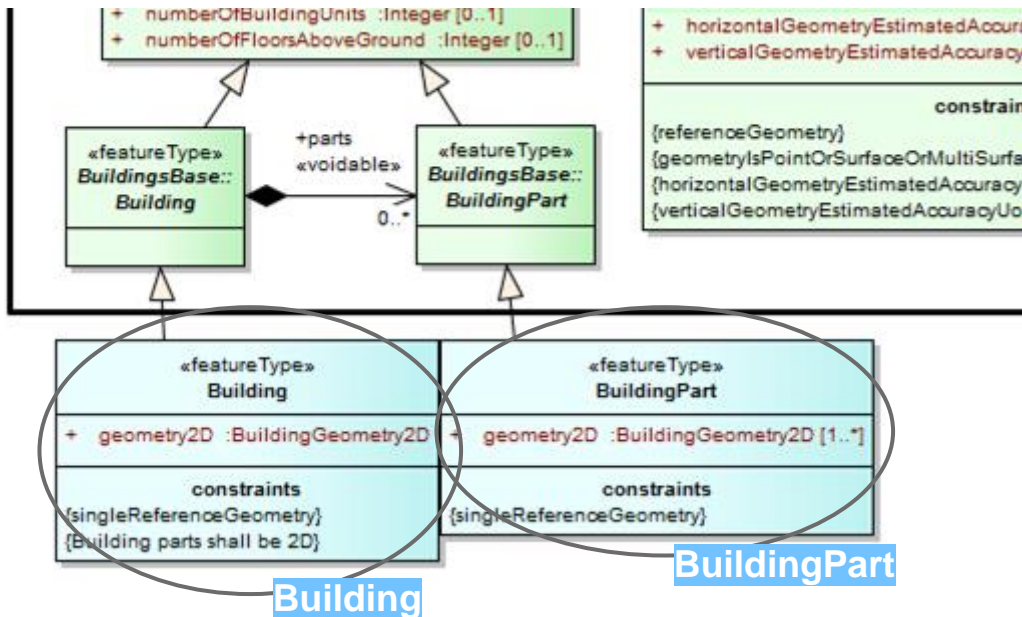 + numberOfBuildingUnits :Integer [0..1]
+ numberOfFloorsAboveGround :Integer [0..1]
+ horizontalGeometryEstimatedAccura
+ verticalGeometryEstimatedAccuracy
constrain
{referenceGeometry}
{geometryIsPointOrSurfaceOrMultiSurfa
{horizontalGeometryEstimatedAccuracy
{verticalGeometryEstimatedAccuracyUo
«featureType»
BuildingsBase::
Building
+parts
«voidable»
0..*
«featureType»
BuildingsBase::
BuildingPart
«featureType»
Building
+ geometry2D :BuildingGeometry2D
constraints
{singleReferenceGeometry}
{Building parts shall be 2D}
«featureType»
BuildingPart
+ geometry2D :BuildingGeometry2D [1..*]
constraints
{singleReferenceGeometry}
Building
BuildingPart